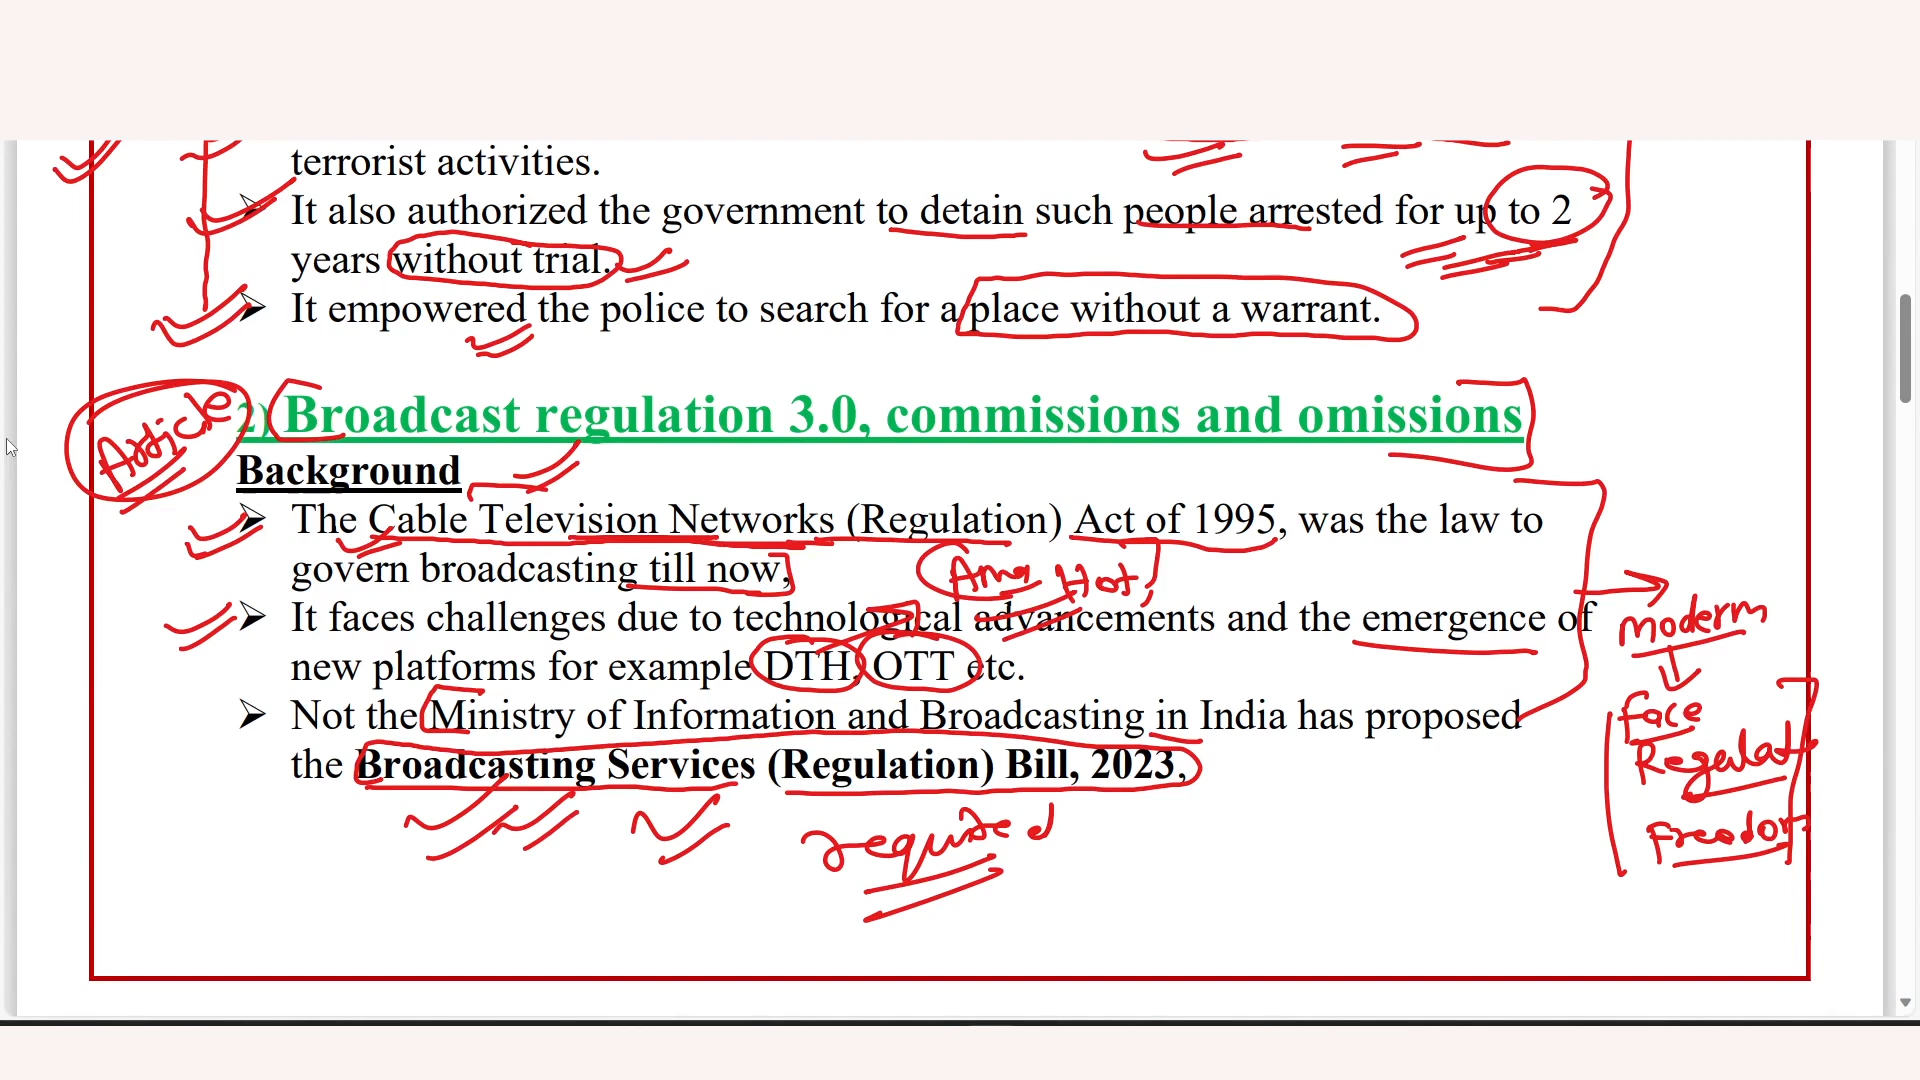 terrorist activities.
➢ It also authorized the government to detain such people arrested for up to 2
years without trial.
➢ It empowered the police to search for a place without a warrant.
Article
2) Broadcast regulation 3.0, commissions and omissions
Background
➢ The Cable Television Networks (Regulation) Act of 1995, was the law to
govern broadcasting till now,
Ama Hot,
➢ It faces challenges due to technological advancements and the emergence of
new platforms for example DTH, OTT etc.
➢ Not the Ministry of Information and Broadcasting in India has proposed
the Broadcasting Services (Regulation) Bill, 2023,
required
moderm
face
Regulat
Freedom